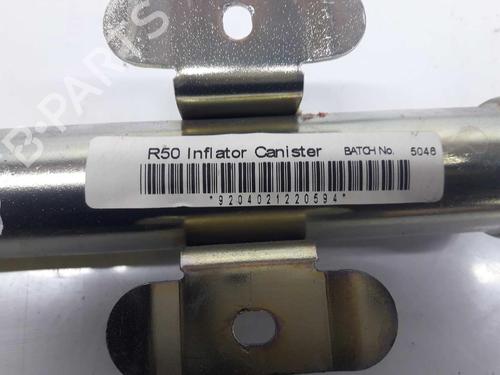 B-PARTS
R50 Inflator Canister BATCH No. 5046
*9204021220594*